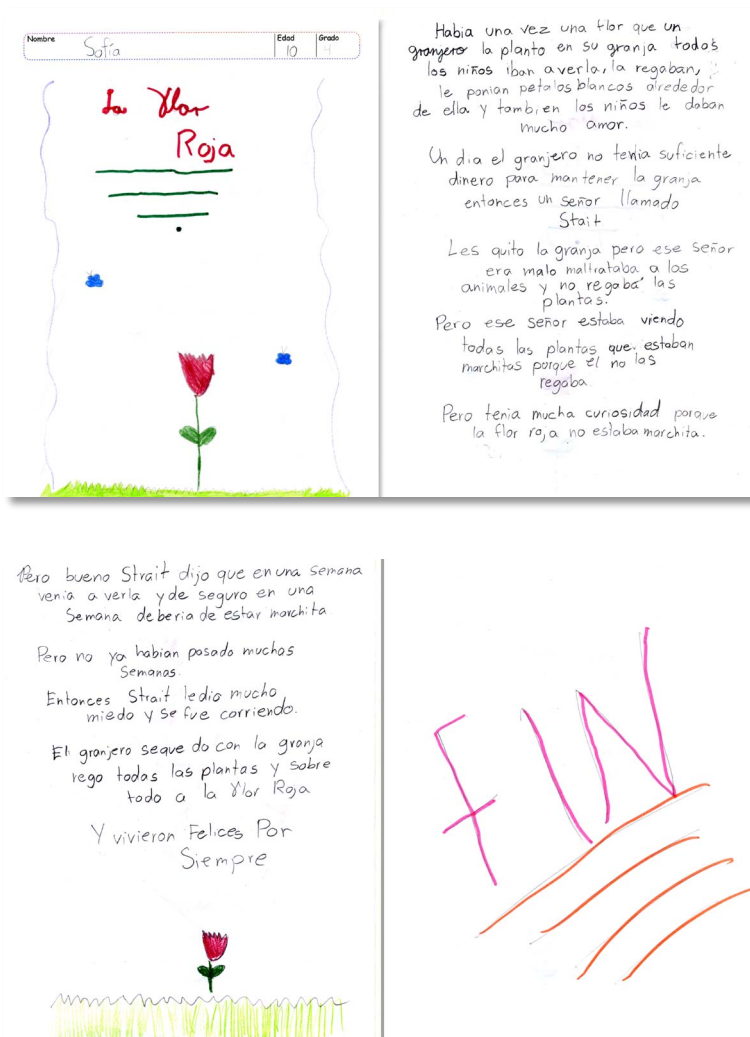 Nombre Sofía Edad 10 Grado 4
La Flor
Roja
Habia una vez una flor que un
granjero la planto en su granja todos
los niños iban averla, la regaban,
le ponian petalos blancos alrededor
de ella y tambien los niños le daban
mucho amor.
Un dia el granjero no tenia suficiente
dinero para mantener la granja
entonces un señor llamado
Strait
Les quito la granja pero ese señor
era malo maltrataba a los
animales y no regaba las
plantas.
Pero ese señor estaba viendo
todas las plantas que estaban
marchitas porque el no las
regaba
Pero tenia mucha curiosidad porque
la flor roja no estaba marchita.
Pero bueno Strait dijo que en una semana
venia a verla y de seguro en una
Semana deberia de estar marchita
Pero no ya habian pasado muchas
Semanas.
Entonces Strait le dio mucho
miedo y se fue corriendo.
El granjero se quedo con la granja
rego todas las plantas y sobre
todo a la Flor Roja
Y vivieron Felices Por
Siempre
FIN